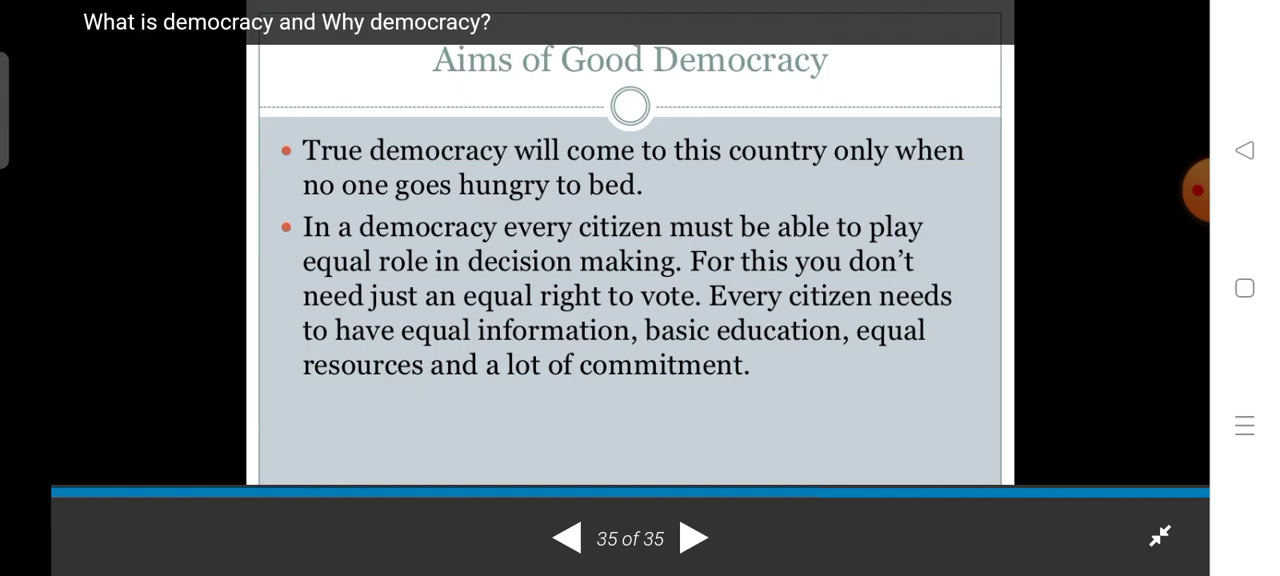 What is democracy and Why democracy?
Aims of Good Democracy
True democracy will come to this country only when
no one goes hungry to bed.
In a democracy every citizen must be able to play
equal role in decision making. For this you don’t
need just an equal right to vote. Every citizen needs
to have equal information, basic education, equal
resources and a lot of commitment.
35 of 35